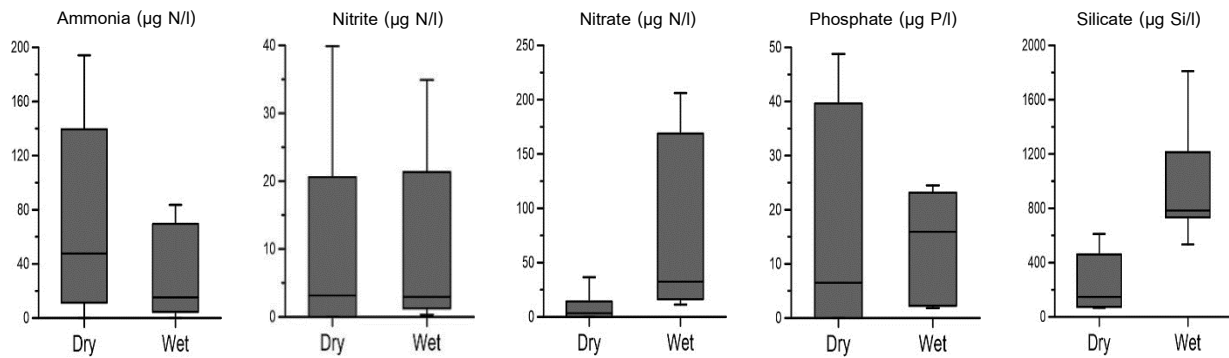 Ammonia (µg N/l)
200
160
120
80
40
0
Dry
Wet
Nitrite (µg N/l)
40
30
20
10
0
Dry
Wet
Nitrate (µg N/l)
250
200
150
100
50
0
Dry
Wet
Phosphate (µg P/l)
50
40
30
20
10
0
Dry
Wet
Silicate (µg Si/l)
2000
1600
1200
800
400
0
Dry
Wet